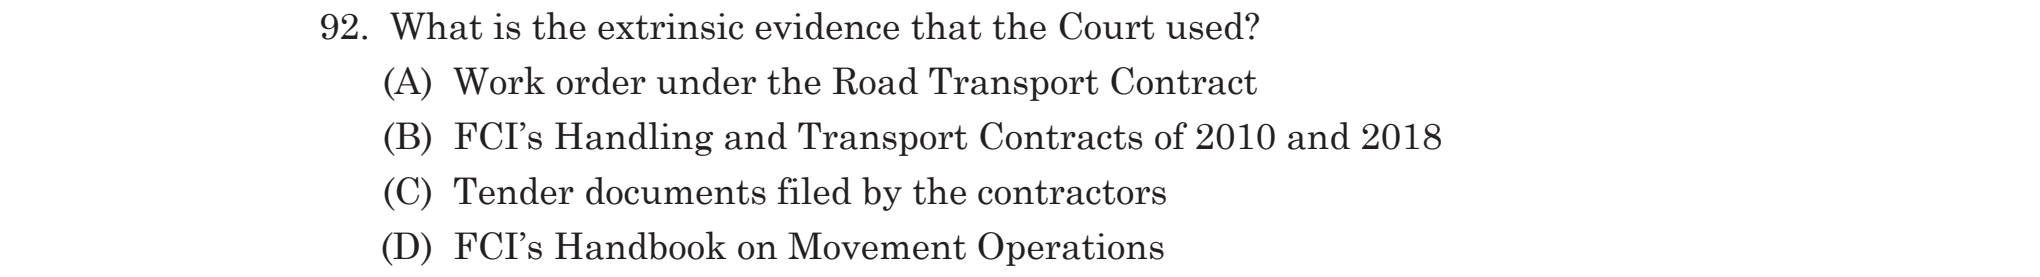 92. What is the extrinsic evidence that the Court used?
(A) Work order under the Road Transport Contract
(B) FCI’s Handling and Transport Contracts of 2010 and 2018
(C) Tender documents filed by the contractors
(D) FCI’s Handbook on Movement Operations